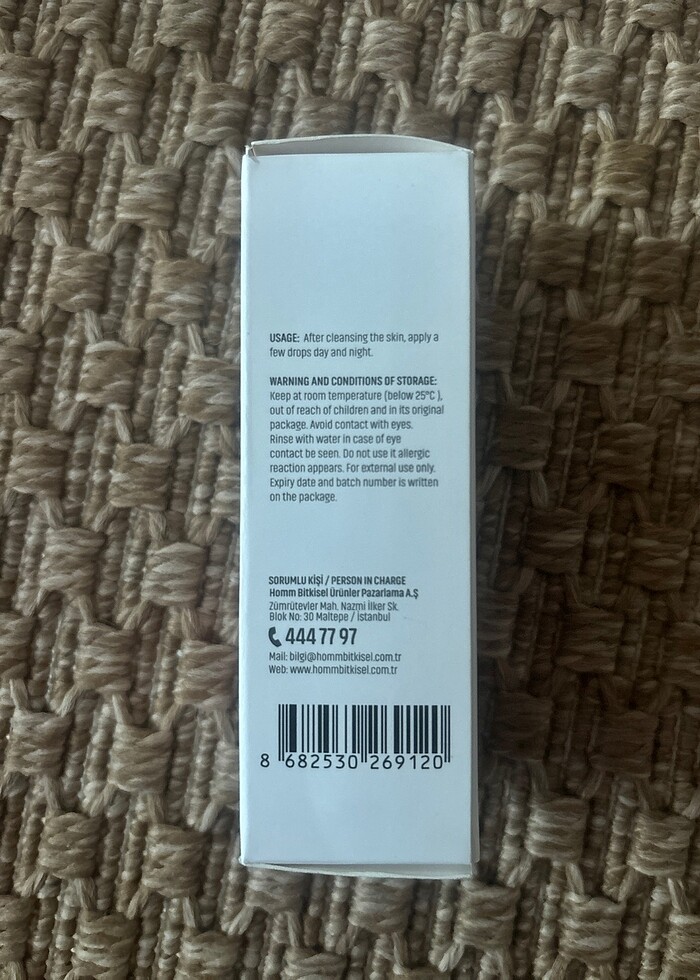 USAGE: After cleansing the skin, apply a
few drops day and night.
WARNING AND CONDITIONS OF STORAGE:
Keep at room temperature (below 25°C ),
out of reach of children and in its original
package. Avoid contact with eyes.
Rinse with water in case of eye
contact be seen. Do not use it allergic
reaction appears. For external use only.
Expiry date and batch number is written
on the package.
SORUMLU KİŞİ / PERSON IN CHARGE
Homm Bitkisel Ürünler Pazarlama A.Ş
Zümrütevler Mah. Nazmi İlker Sk.
Blok No: 30 Maltepe / İstanbul
444 77 97
Mail: bilgi@hommbitkisel.com.tr
Web: www.hommbitkisel.com.tr
8 682530 269120